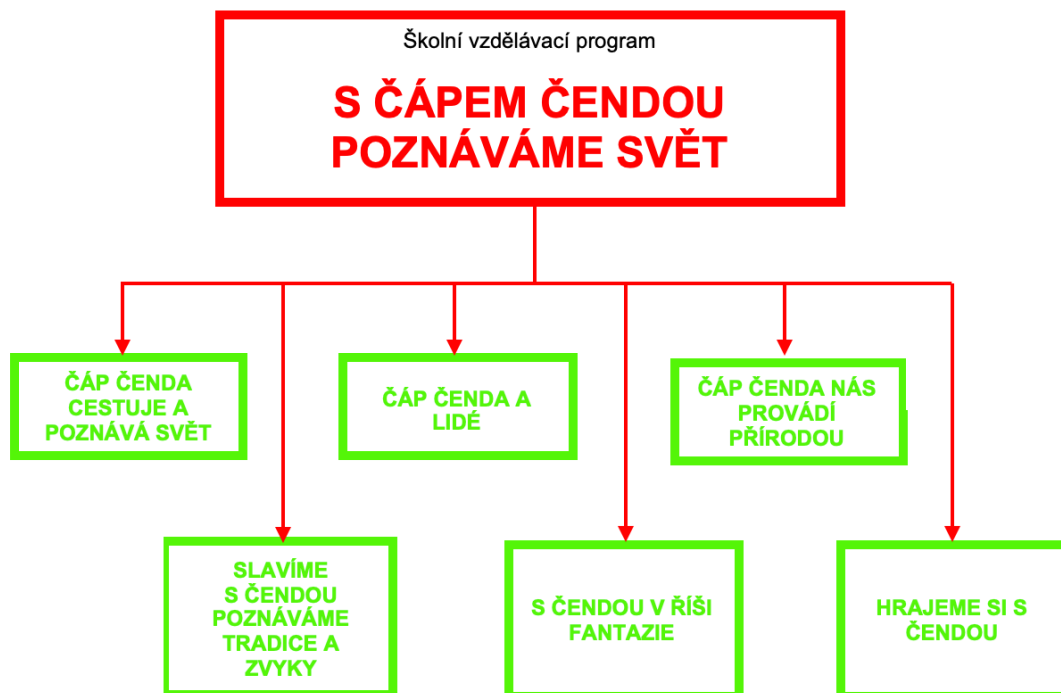 Školní vzdělávací program
S ČÁPEM ČENDOU
POZNÁVÁME SVĚT
ČÁP ČENDA
CESTUJE A
POZNÁVÁ SVĚT
ČÁP ČENDA A
LIDÉ
ČÁP ČENDA NÁS
PROVÁDÍ
PŘÍRODOU
SLAVÍME
S ČENDOU
POZNÁVÁME
TRADICE A
ZVYKY
S ČENDOU V ŘÍŠI
FANTAZIE
HRAJEME SI S
ČENDOU